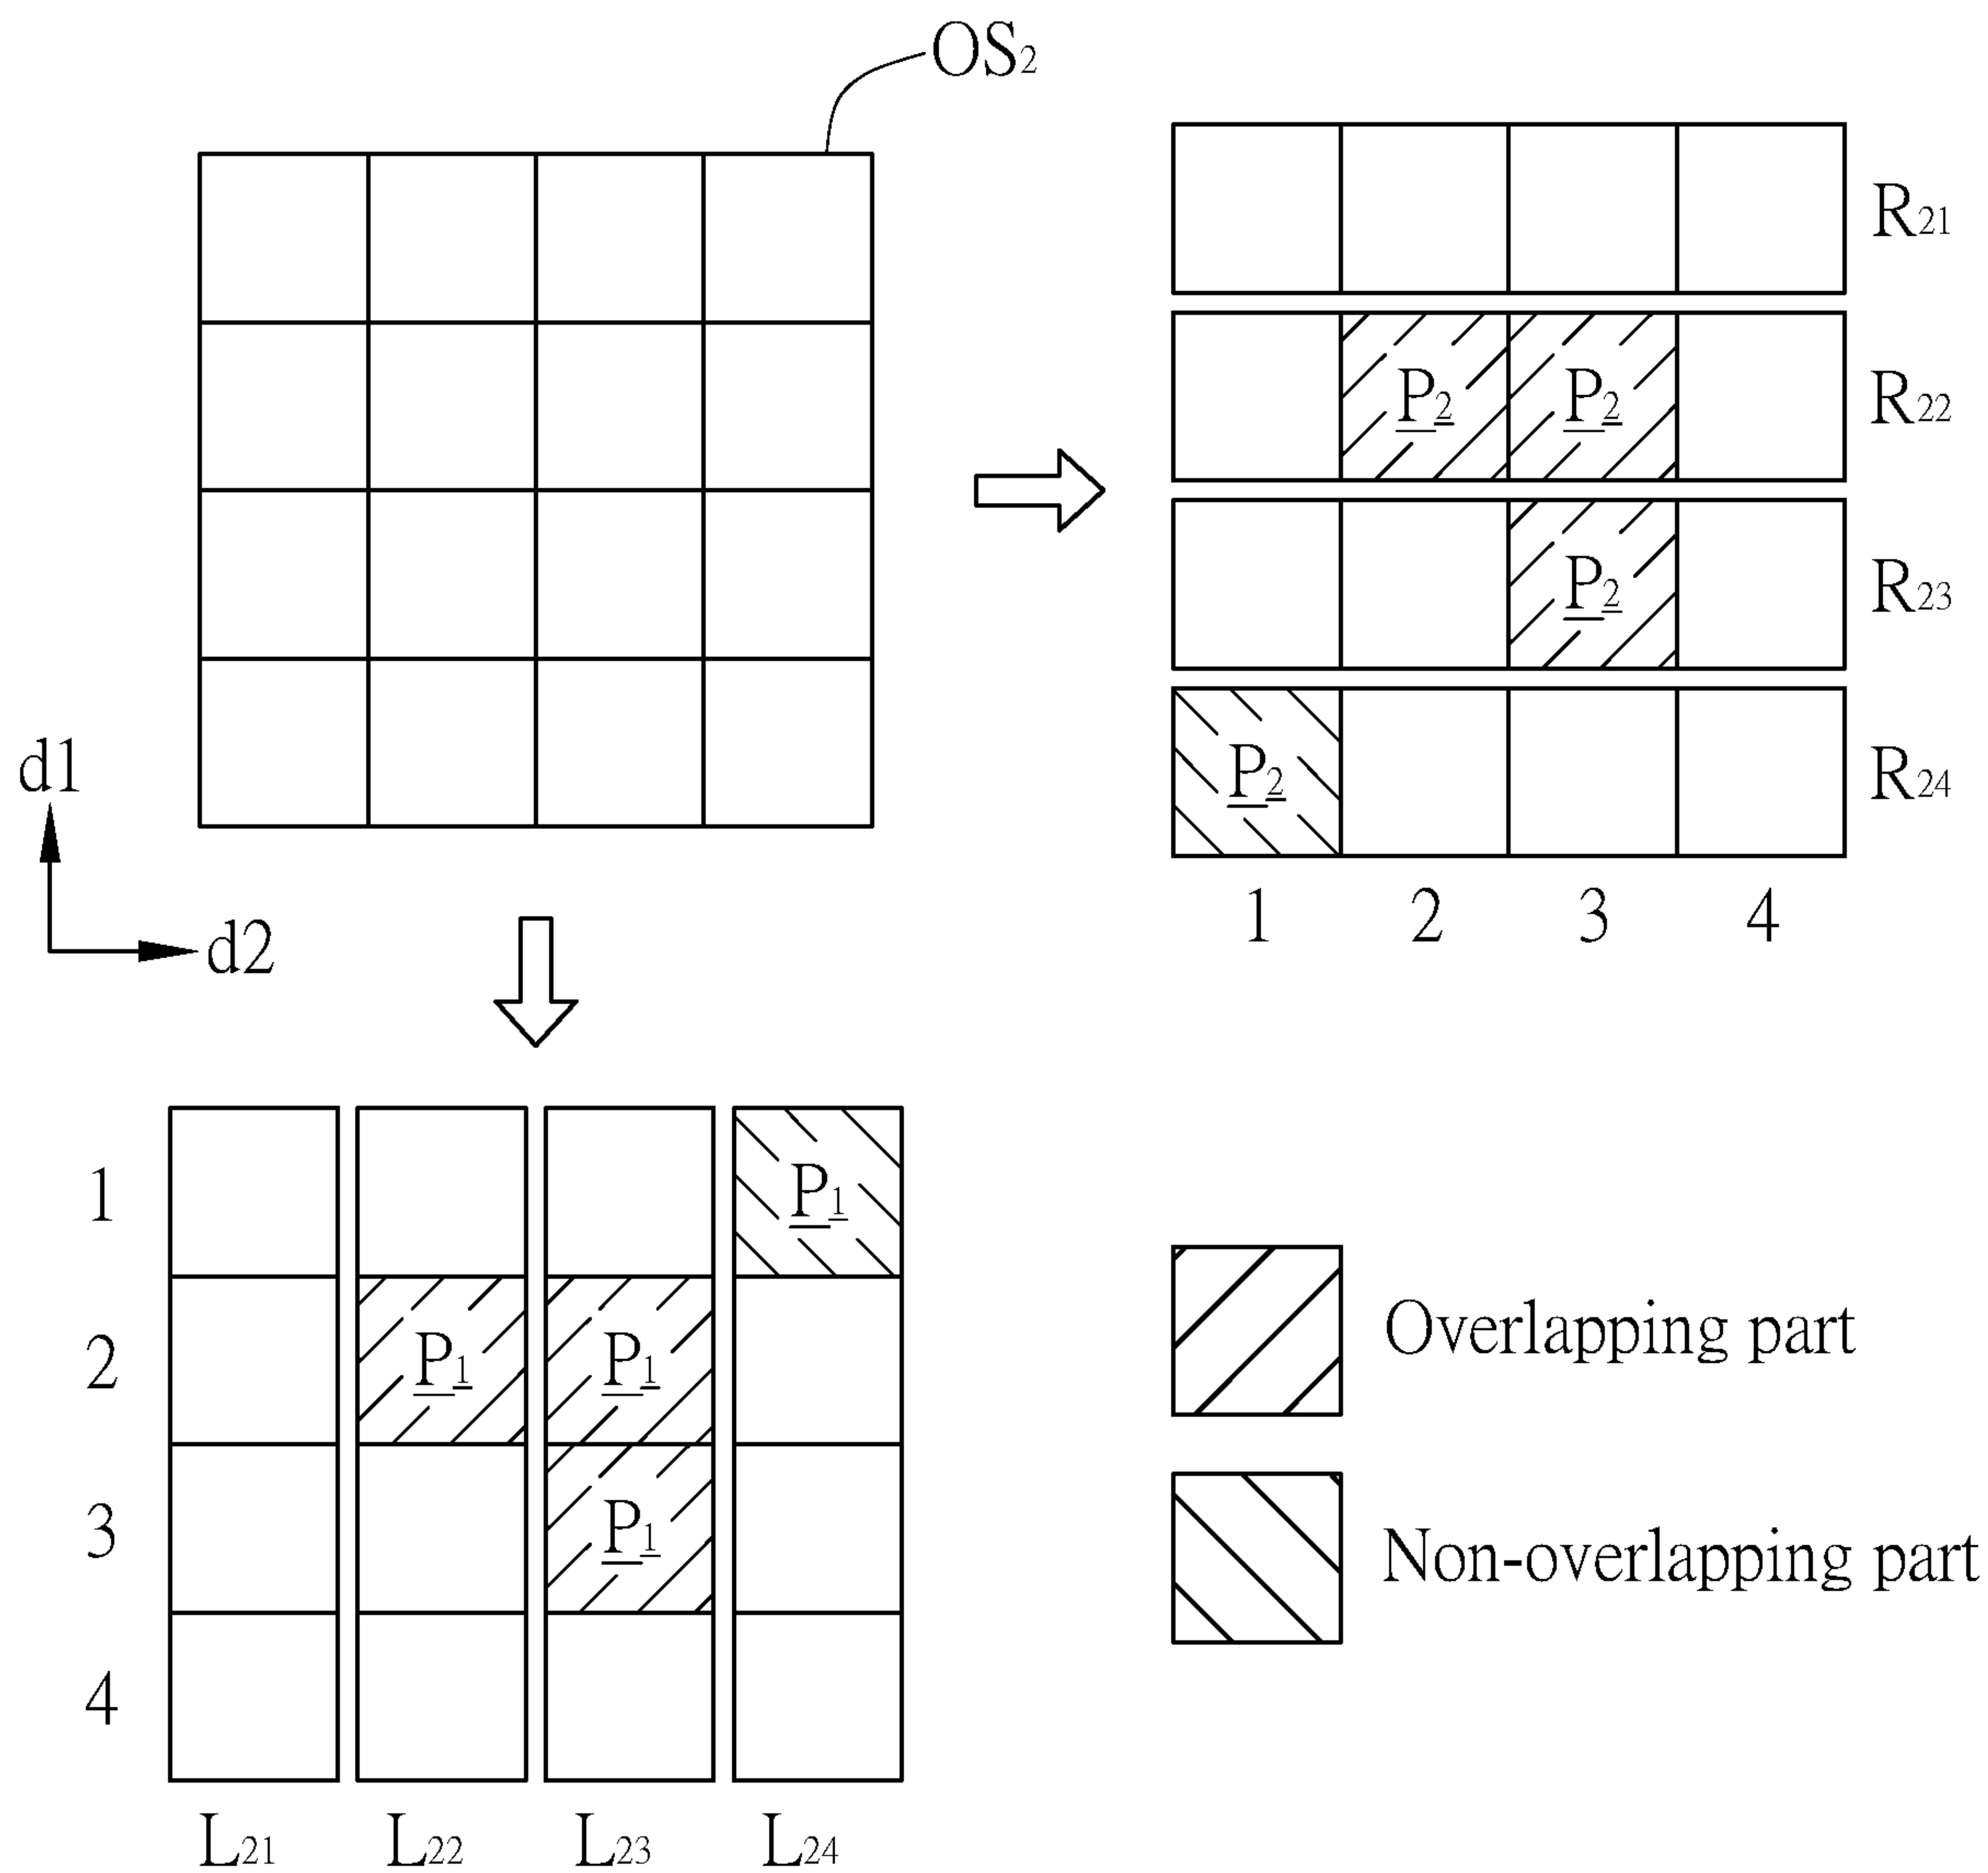 OS2
R21
P2 P2 R22
P2 R23
P2 R24
1 2 3 4
d1
d2
1 P1
2 P1 P1
3 P1
4
L21 L22 L23 L24
Overlapping part
Non-overlapping part